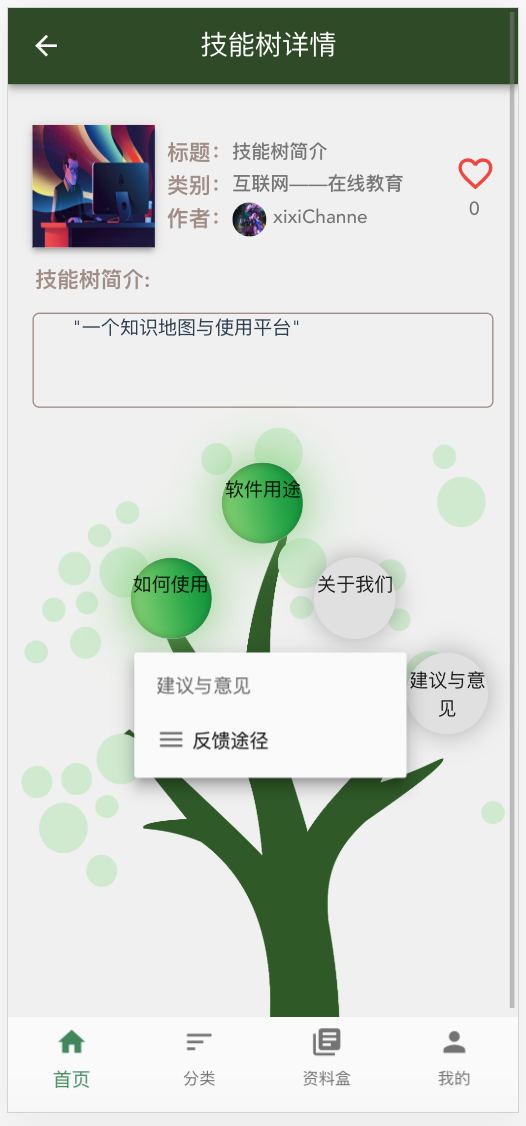 技能树详情
标题：技能树简介
类别：互联网——在线教育
作者：xixiChanne
0
技能树简介:
"一个知识地图与使用平台"
软件用途
如何使用
关于我们
建议与意
见
建议与意见
反馈途径
首页
分类
资料盒
我的